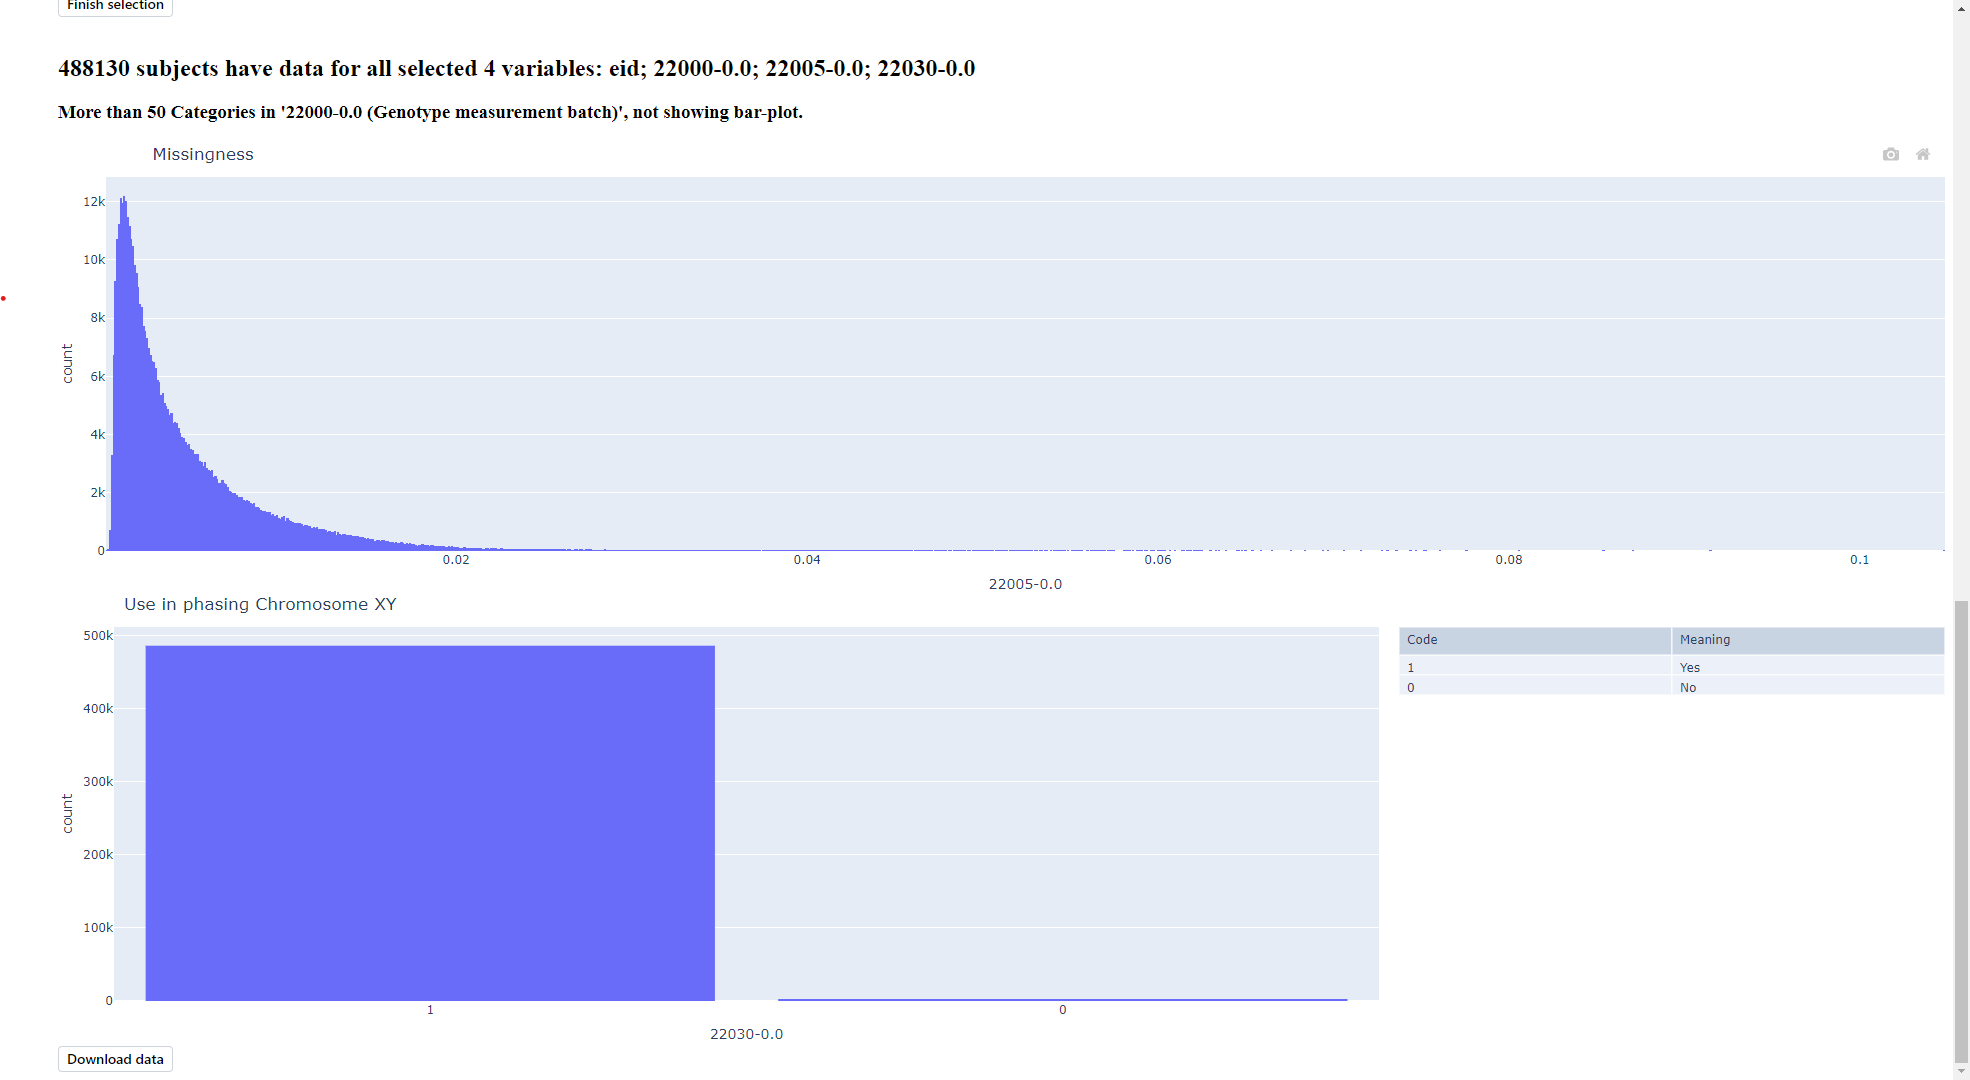 Finish selection
488130 subjects have data for all selected 4 variables: eid; 22000-0.0; 22005-0.0; 22030-0.0
More than 50 Categories in '22000-0.0 (Genotype measurement batch)', not showing bar-plot.
Missingness
12k
10k
8k
6k
4k
2k
0
count
0.02 0.04 0.06 0.08 0.1
22005-0.0
Use in phasing Chromosome XY
500k
400k
300k
200k
100k
0
count
1 0
22030-0.0
Code Meaning
1 Yes
0 No
Download data